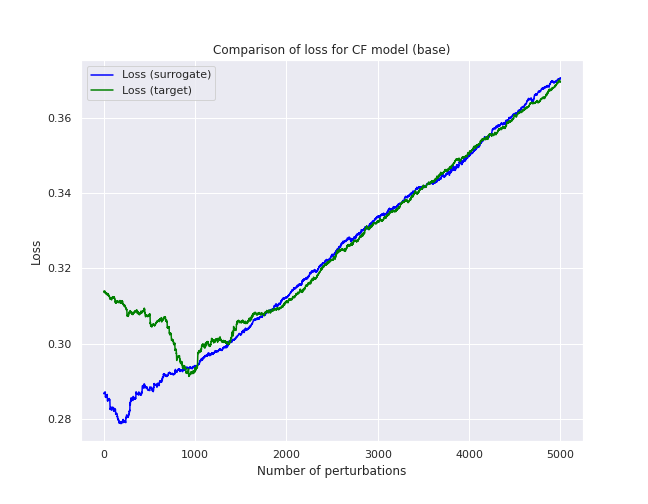 Comparison of loss for CF model (base)
Loss (surrogate)
Loss (target)
0.36
0.34
0.32
0.30
0.28
Loss
0 1000 2000 3000 4000 5000
Number of perturbations